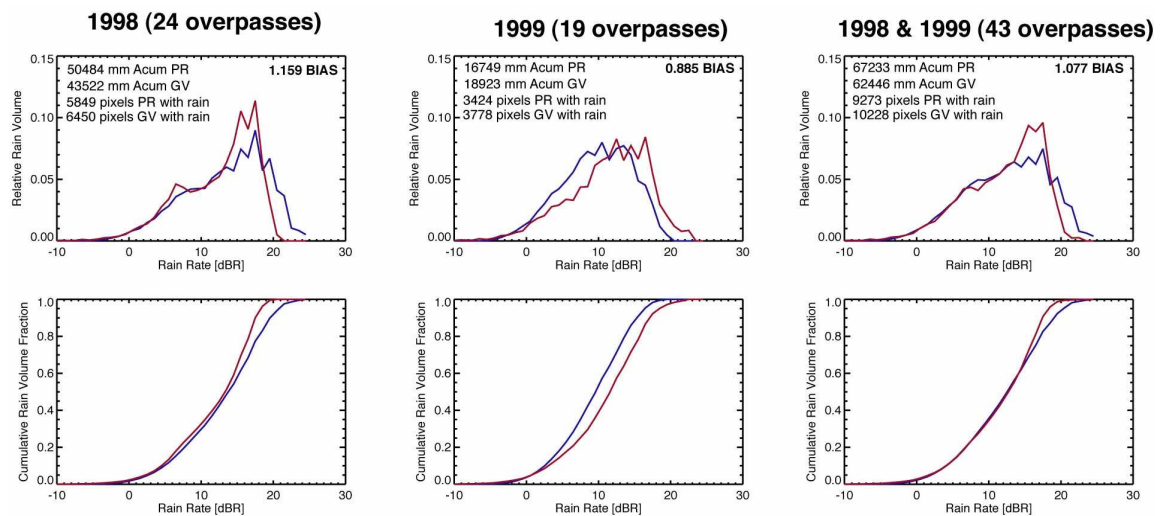 1998 (24 overpasses)
1999 (19 overpasses)
1998 & 1999 (43 overpasses)
Relative Rain Volume
0.15
0.10
0.05
0.00
50484 mm Acum PR
43522 mm Acum GV
5849 pixels PR with rain
6450 pixels GV with rain
1.159 BIAS
-10 0 10 20 30
Rain Rate [dBR]
Relative Rain Volume
0.15
0.10
0.05
0.00
16749 mm Acum PR
18923 mm Acum GV
3424 pixels PR with rain
3778 pixels GV with rain
0.885 BIAS
-10 0 10 20 30
Rain Rate [dBR]
Relative Rain Volume
0.15
0.10
0.05
0.00
67233 mm Acum PR
62446 mm Acum GV
9273 pixels PR with rain
10228 pixels GV with rain
1.077 BIAS
-10 0 10 20 30
Rain Rate [dBR]
Cumulative Rain Volume Fraction
1.0
0.8
0.6
0.4
0.2
0.0
-10 0 10 20 30
Rain Rate [dBR]
Cumulative Rain Volume Fraction
1.0
0.8
0.6
0.4
0.2
0.0
-10 0 10 20 30
Rain Rate [dBR]
Cumulative Rain Volume Fraction
1.0
0.8
0.6
0.4
0.2
0.0
-10 0 10 20 30
Rain Rate [dBR]